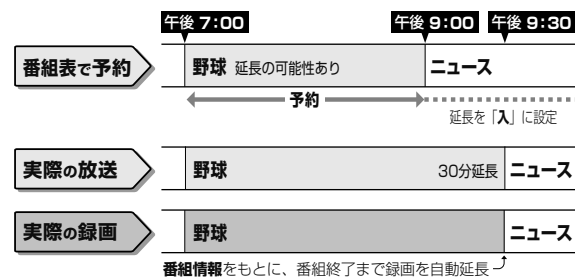 午後 7:00 午後 9:00 午後 9:30
番組表で予約 野球 延長の可能性あり ニュース
予約
延長を「入」に設定
実際の放送 野球 30分延長 ニュース
実際の録画 野球 ニュース
番組情報をもとに、番組終了まで録画を自動延長